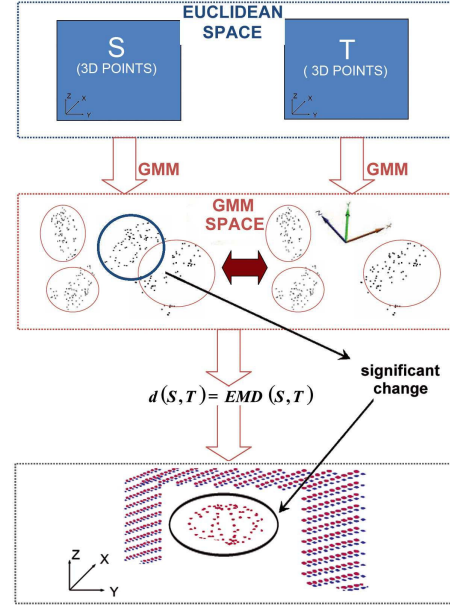 EUCLIDEAN
SPACE
S
(3D POINTS)
Z
X
Y
T
( 3D POINTS)
Z
X
Y
GMM
GMM
GMM
SPACE
significant
change
d(S,T)= EMD (S,T)
Z
X
Y